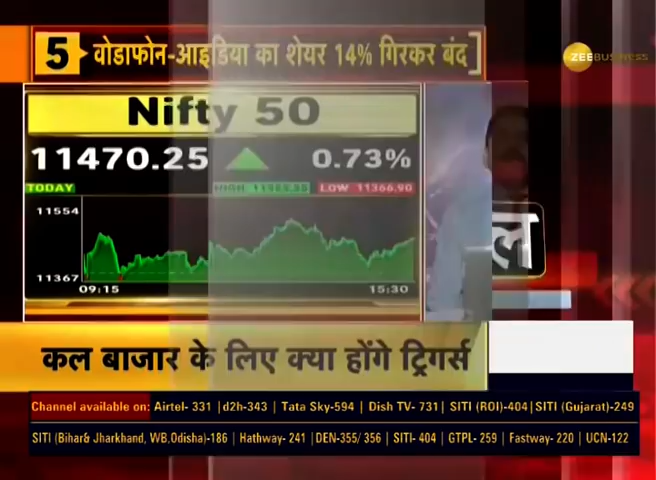 5 वोडाफोन-आइडिया का शेयर 14% गिरकर बंद
ZEE BUSINESS
Nifty 50
11470.25 0.73%
TODAY HIGH LOW 11366.90
11554
ल
11367
09:15 15:30
कल बाजार के लिए क्या होंगे ट्रिगर्स
Channel available on: Airtel- 331 |d2h-343 | Tata Sky-594 | Dish TV- 731| SITI (ROI)-404|SITI (Gujarat)-249
SITI (Bihar& Jharkhand, WB,Odisha)-186 | Hathway- 241 |DEN-355/ 356 | SITI- 404 | GTPL- 259 | Fastway- 220 | UCN-122